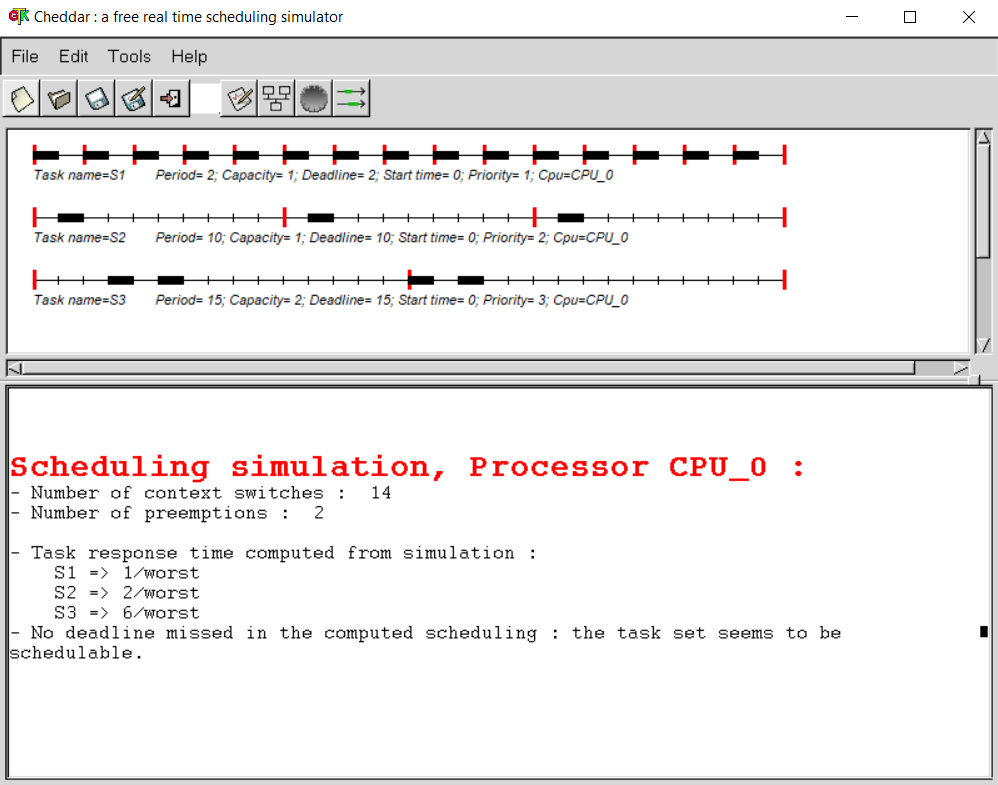 Cheddar : a free real time scheduling simulator
File Edit Tools Help
Task name=S1 Period= 2; Capacity= 1; Deadline= 2; Start time= 0; Priority= 1; Cpu=CPU_0
Task name=S2 Period= 10; Capacity= 1; Deadline= 10; Start time= 0; Priority= 2; Cpu=CPU_0
Task name=S3 Period= 15; Capacity= 2; Deadline= 15; Start time= 0; Priority= 3; Cpu=CPU_0
Scheduling simulation, Processor CPU_0 :
- Number of context switches : 14
- Number of preemptions : 2
- Task response time computed from simulation :
S1 => 1/worst
S2 => 2/worst
S3 => 6/worst
- No deadline missed in the computed scheduling : the task set seems to be
schedulable.